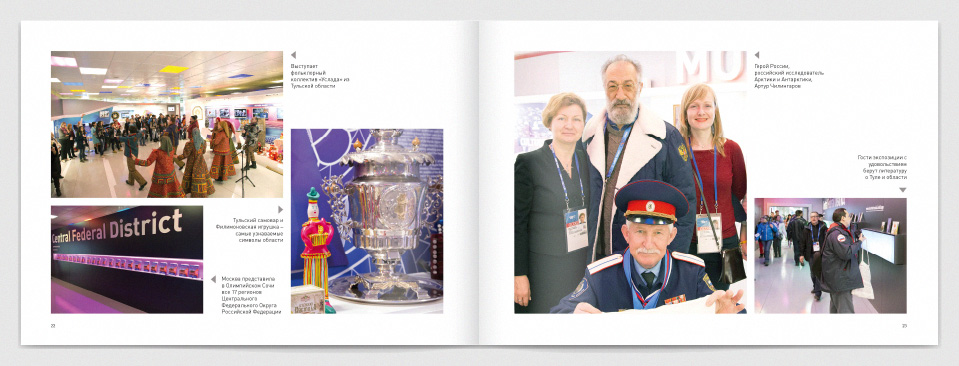 Выступает
фольклорный
коллектив «Услада» из
Тульской области
Central Federal District
Тульский самовар и
Филимоновская игрушка –
самые узнаваемые
символы области
Москва представила
в Олимпийском Сочи
все 17 регионов
Центрального
Федерального Округа
Российской Федерации
22
MO
Герой России,
российский исследователь
Арктики и Антарктики,
Артур Чилингаров
Гости экспозиции с
удовольствием
берут литературу
о Туле и области
23